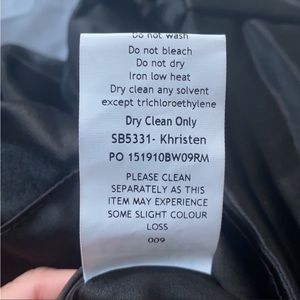 Do not wash
Do not bleach
Do not dry
Iron low heat
Dry clean any solvent
except trichloroethylene
Dry Clean Only
SB5331- Khristen
PO 151910BW09RM
PLEASE CLEAN
SEPARATELY AS THIS
ITEM MAY EXPERIENCE
SOME SLIGHT COLOUR
LOSS
009